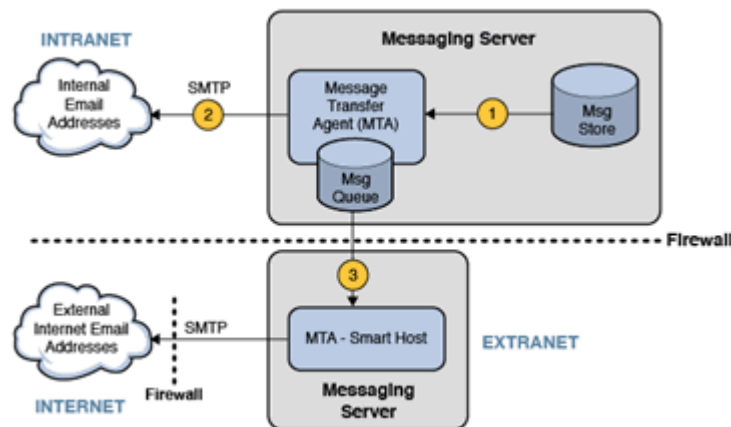 INTRANET
Messaging Server
Internal
Email
Addresses
SMTP
2
Message
Transfer
Agent (MTA)
1
Msg
Store
Msg
Queue
Firewall
3
External
Internet Email
Addresses
SMTP
MTA - Smart Host
EXTRANET
Firewall
INTERNET
Messaging
Server